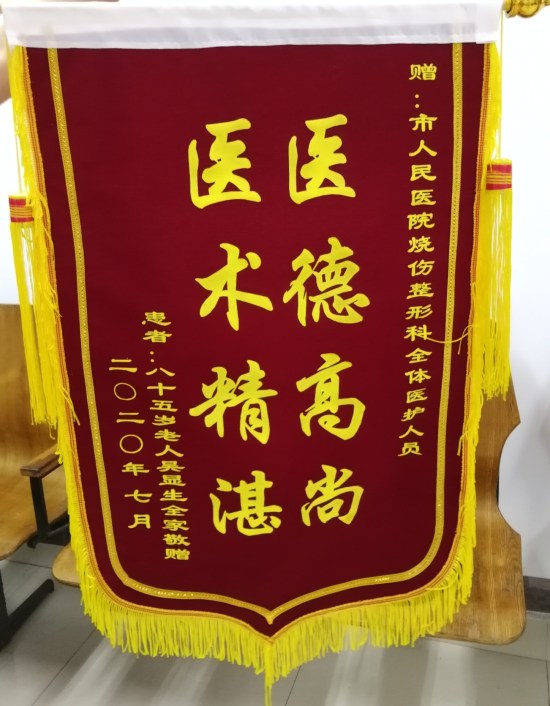 赠：市人民医院烧伤整形科全体医护人员
医德高尚
医术精湛
患者：八十五岁老人吴显生全家敬赠
二〇二〇年七月